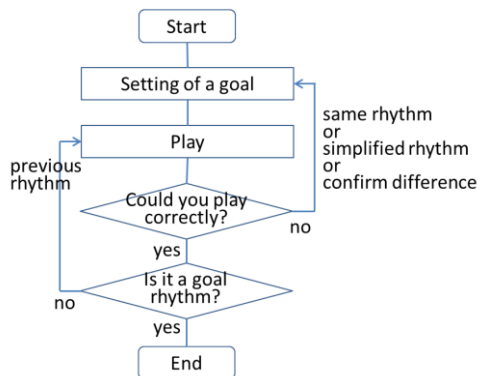 Start
Setting of a goal
Play
same rhythm
or
simplified rhythm
or
confirm difference
previous
rhythm
Could you play
correctly?
no
yes
Is it a goal
rhythm?
no
yes
End